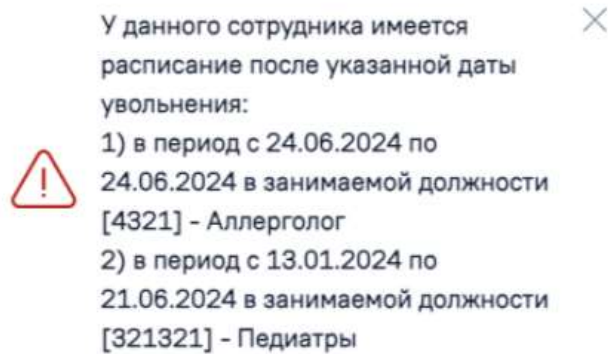 У данного сотрудника имеется
расписание после указанной даты
увольнения:
1) в период с 24.06.2024 по
24.06.2024 в занимаемой должности
[4321] - Аллерголог
2) в период с 13.01.2024 по
21.06.2024 в занимаемой должности
[321321] - Педиатры